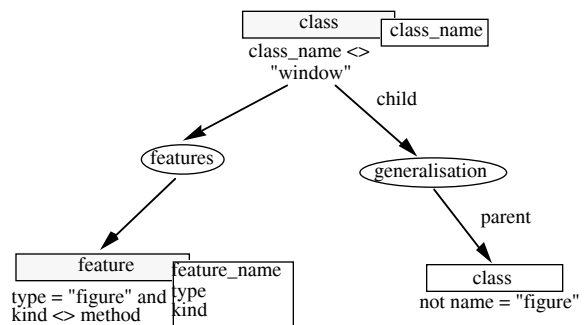 class
class_name
class_name <>
"window"
child
features
generalisation
parent
feature
feature_name
type
kind
type = "figure" and
kind <> method
class
not name = "figure"